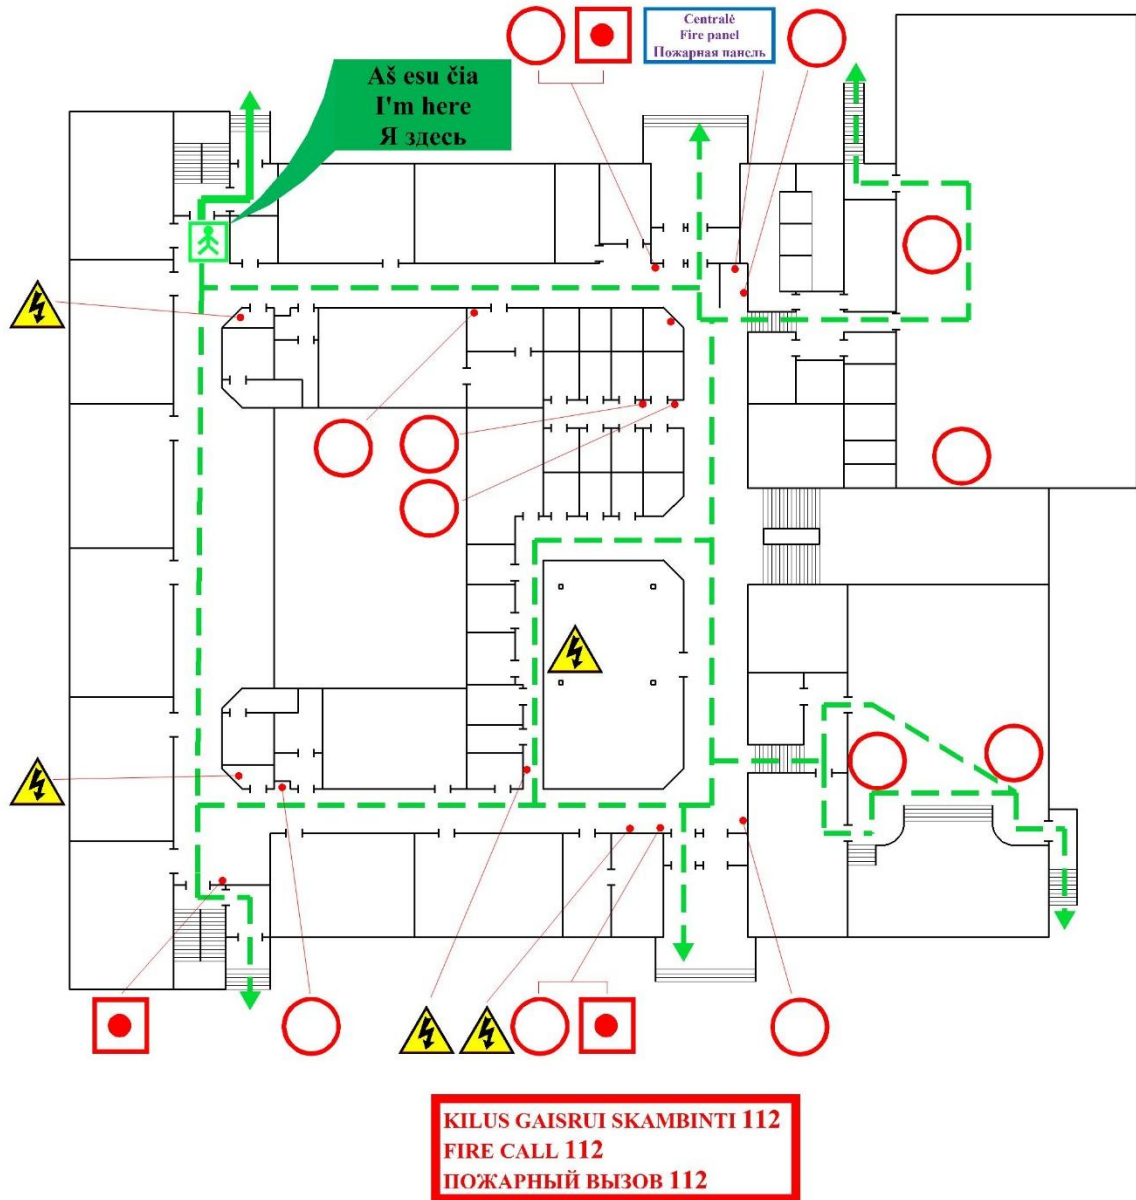 Centralė
Fire panel
Пожарная панель
Aš esu čia
I'm here
Я здесь
KILUS GAISRUI SKAMBINTI 112
FIRE CALL 112
ПОЖАРНЫЙ ВЫЗОВ 112